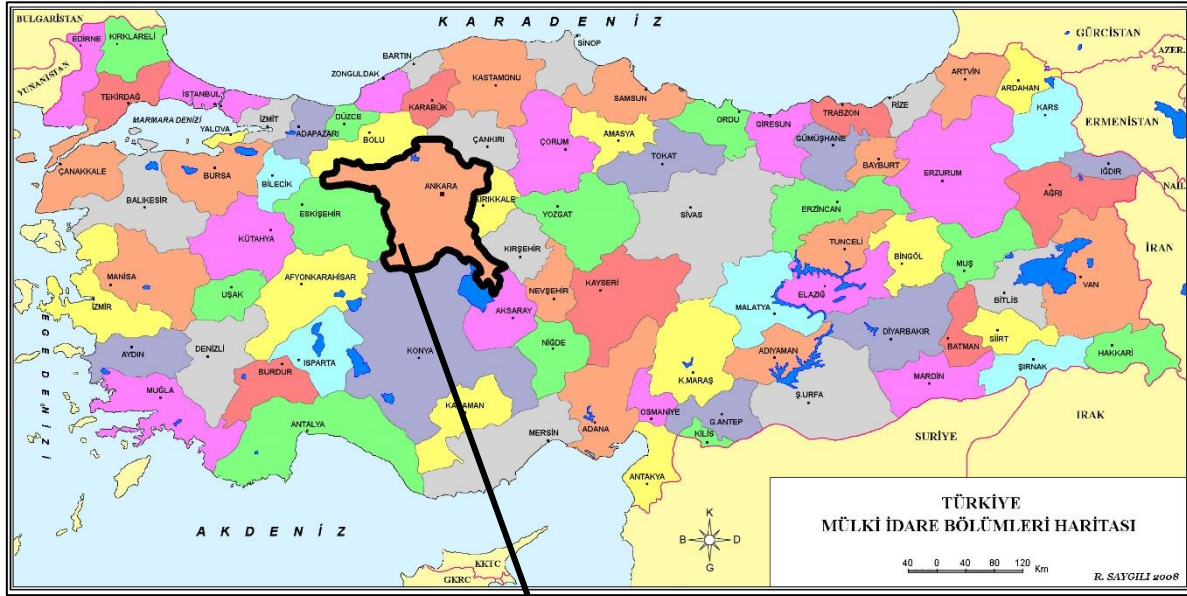 BULGARİSTAN
K A R A D E N İ Z
GÜRCİSTAN
EDİRNE
KIRKLARELİ
SİNOP
AZER.
YUNANİSTAN
BARTIN
ZONGULDAK
KASTAMONU
ARTVİN
ARDAHAN
TEKİRDAĞ
İSTANBUL
KARABÜK
SAMSUN
RİZE
KARS
MARMARA DENİZİ
İZMİT
DÜZCE
TRABZON
ERMENİSTAN
YALOVA
ADAPAZARI
BOLU
ÇANKIRI
ÇORUM
AMASYA
ORDU
GİRESUN
GÜMÜŞHANE
TOKAT
BAYBURT
ÇANAKKALE
BURSA
BİLECİK
ANKARA
ERZURUM
IĞDIR
NAH.
BALIKESİR
ESKİŞEHİR
KIRIKKALE
YOZGAT
SİVAS
ERZİNCAN
AĞRI
KÜTAHYA
KIRŞEHİR
TUNCELİ
BİNGÖL
MUŞ
İRAN
MANİSA
UŞAK
AFYONKARAHİSAR
NEVŞEHİR
KAYSERİ
ELAZIĞ
BİTLİS
VAN
İZMİR
AKSARAY
MALATYA
E G E D E N İ Z İ
AYDIN
DENİZLİ
ISPARTA
KONYA
NİĞDE
DİYARBAKIR
BATMAN
SİİRT
HAKKARİ
BURDUR
K.MARAŞ
ADIYAMAN
MARDİN
ŞIRNAK
MUĞLA
KARAMAN
OSMANİYE
Ş.URFA
ANTALYA
MERSİN
ADANA
G.ANTEP
KİLİS
SURİYE
IRAK
ANTAKYA
A K D E N İ Z
K
B D
G
TÜRKİYE
MÜLKİ İDARE BÖLÜMLERİ HARİTASI
KKTC
GKRC
40 0 40 80 120
Km
R. SAYGILI 2008